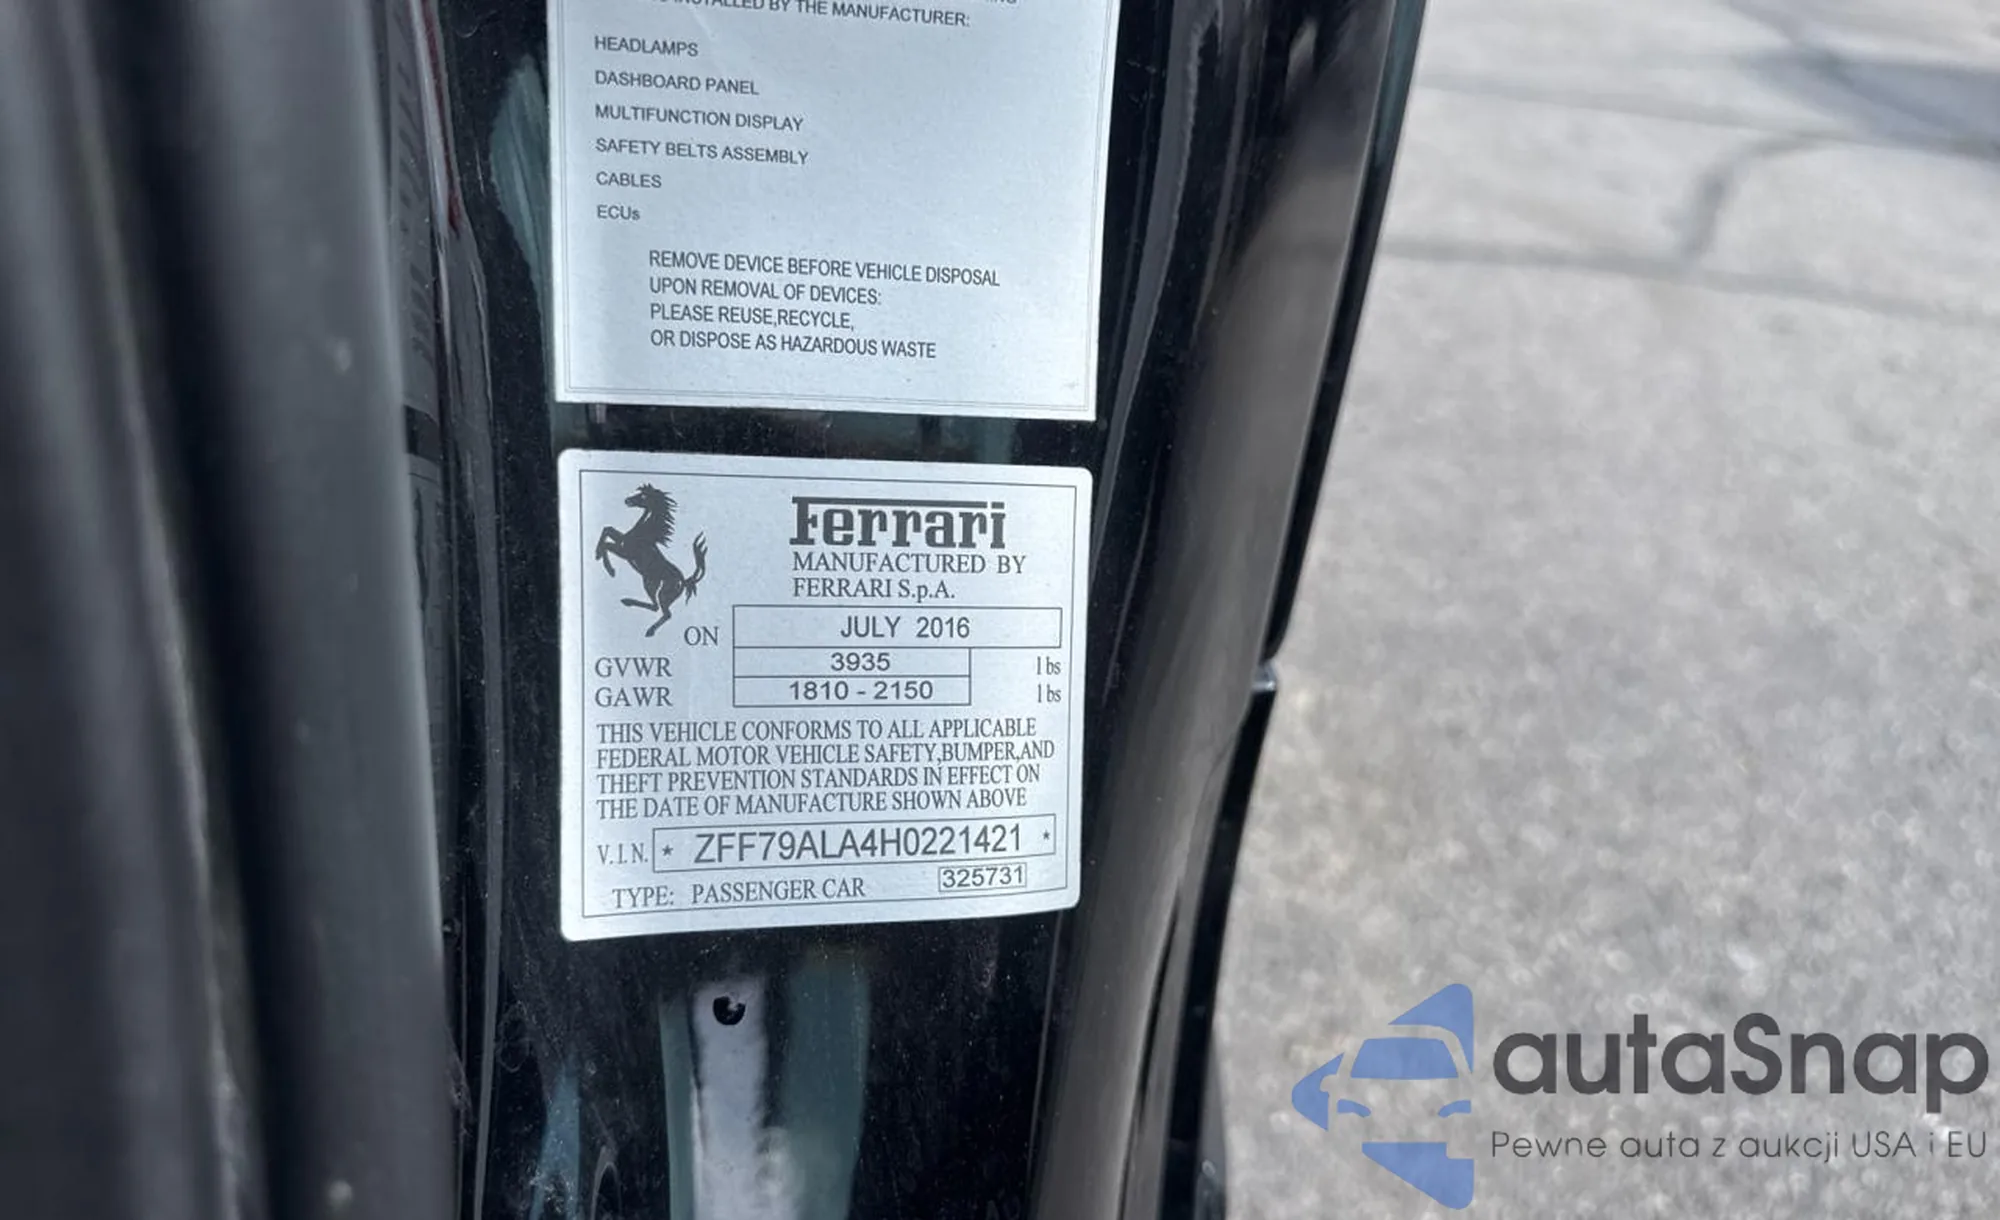 INSTALLED BY THE MANUFACTURER:
HEADLAMPS
DASHBOARD PANEL
MULTIFUNCTION DISPLAY
SAFETY BELTS ASSEMBLY
CABLES
ECUs
REMOVE DEVICE BEFORE VEHICLE DISPOSAL
UPON REMOVAL OF DEVICES:
PLEASE REUSE,RECYCLE,
OR DISPOSE AS HAZARDOUS WASTE
Ferrari
MANUFACTURED BY
FERRARI S.p.A.
ON JULY 2016
GVWR 3935 lbs
GAWR 1810 - 2150 lbs
THIS VEHICLE CONFORMS TO ALL APPLICABLE
FEDERAL MOTOR VEHICLE SAFETY,BUMPER,AND
THEFT PREVENTION STANDARDS IN EFFECT ON
THE DATE OF MANUFACTURE SHOWN ABOVE
V.I.N. * ZFF79ALA4H0221421 *
TYPE: PASSENGER CAR 325731
autaSnap
Pewne auta z aukcji USA i EU